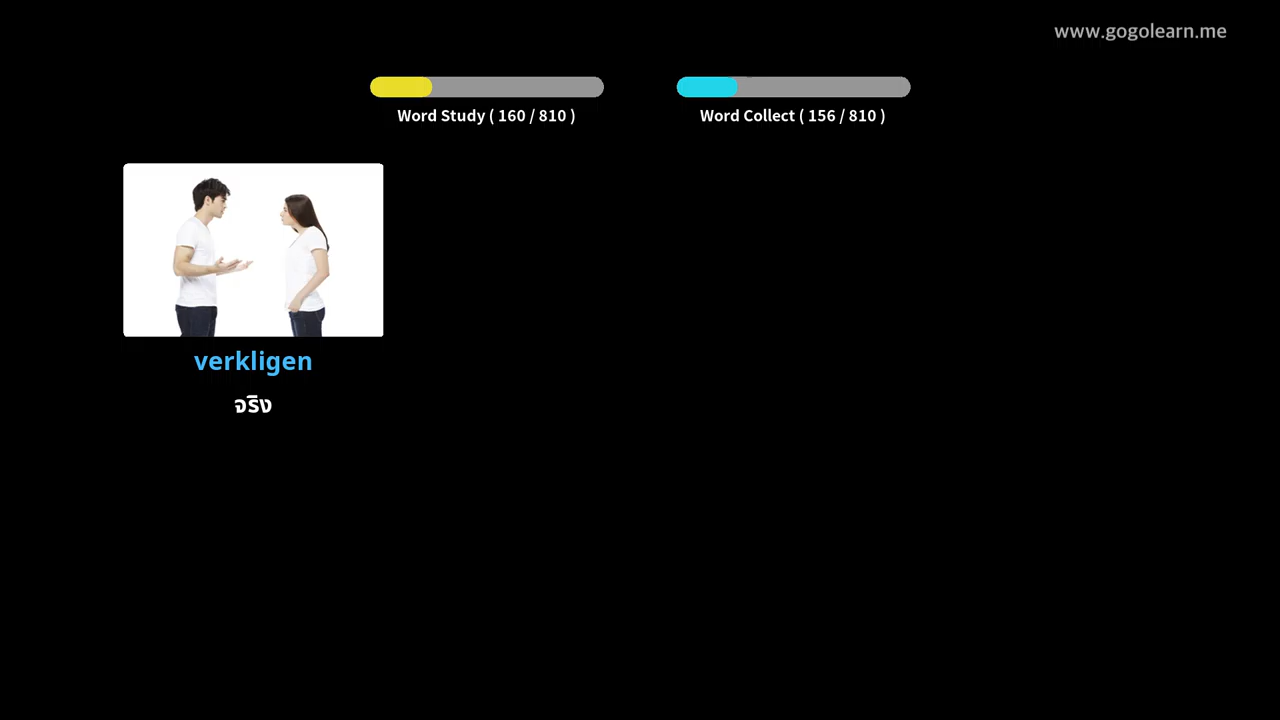 www.gogolearn.me
Word Study ( 160 / 810 )
Word Collect ( 156 / 810 )
verkligen
จริง